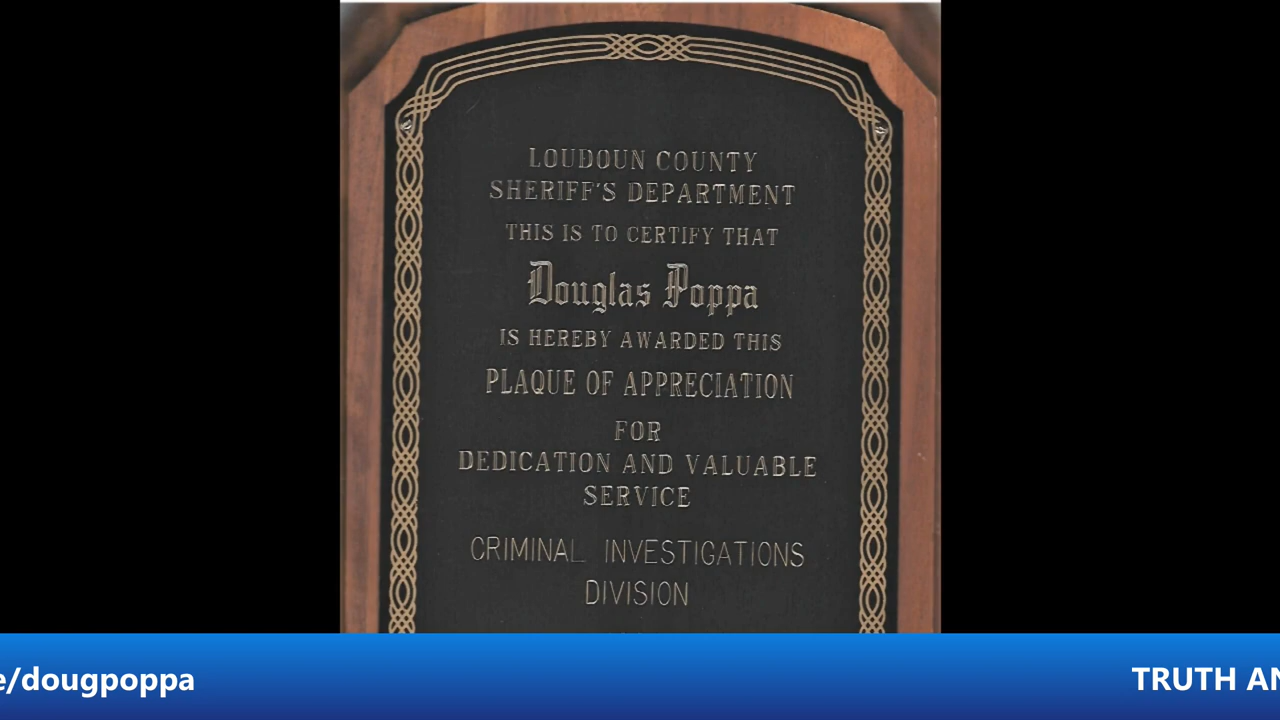 LOUDOUN COUNTY
SHERIFF'S DEPARTMENT
THIS IS TO CERTIFY THAT
Douglas Poppa
IS HEREBY AWARDED THIS
PLAQUE OF APPRECIATION
FOR
DEDICATION AND VALUABLE
SERVICE
CRIMINAL INVESTIGATIONS
DIVISION
e/dougpoppa
TRUTH AN